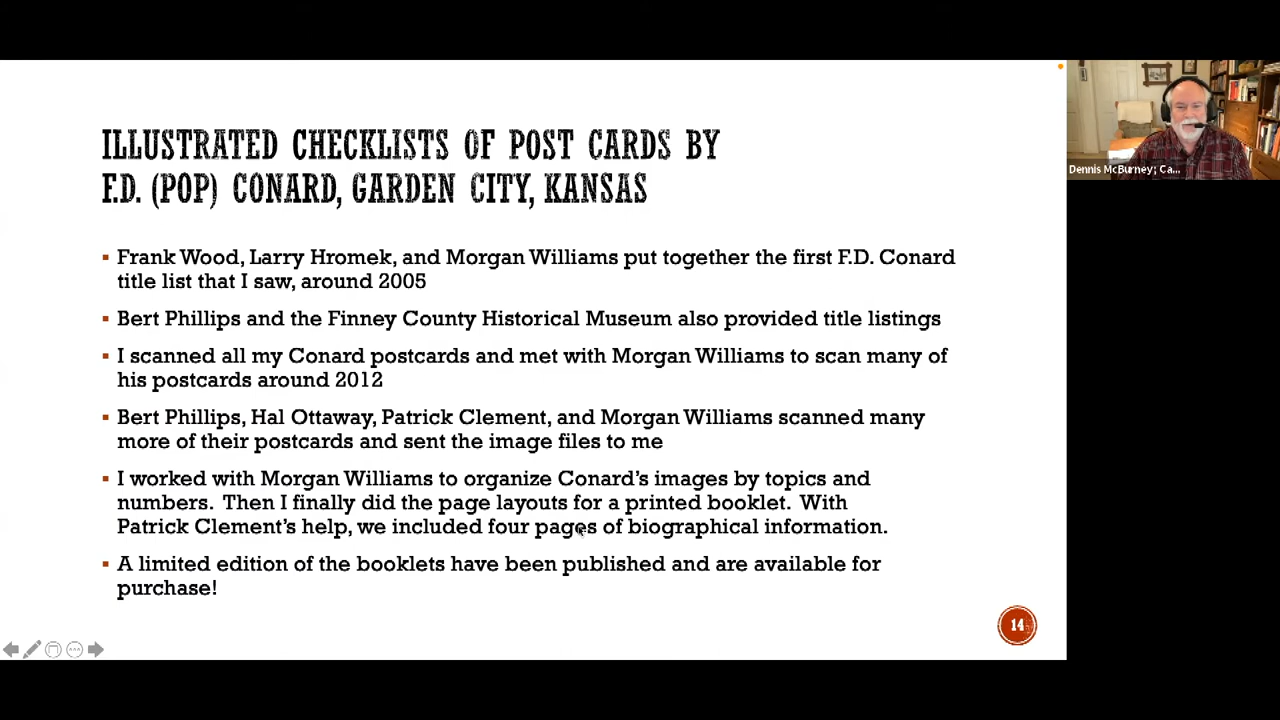 ILLUSTRATED CHECKLISTS OF POST CARDS BY
F.D. (POP) CONARD, GARDEN CITY, KANSAS
▪ Frank Wood, Larry Hromek, and Morgan Williams put together the first F.D. Conard
title list that I saw, around 2005
▪ Bert Phillips and the Finney County Historical Museum also provided title listings
▪ I scanned all my Conard postcards and met with Morgan Williams to scan many of
his postcards around 2012
▪ Bert Phillips, Hal Ottaway, Patrick Clement, and Morgan Williams scanned many
more of their postcards and sent the image files to me
▪ I worked with Morgan Williams to organize Conard's images by topics and
numbers. Then I finally did the page layouts for a printed booklet. With
Patrick Clement's help, we included four pages of biographical information.
▪ A limited edition of the booklets have been published and are available for
purchase!
14
Dennis McBurney; Ca...